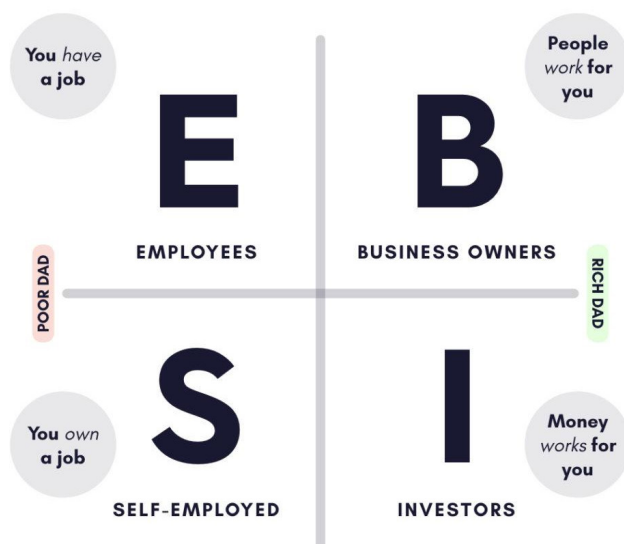 You have
a job
People
work for
you
E
B
EMPLOYEES
BUSINESS OWNERS
POOR DAD
RICH DAD
S
I
You own
a job
Money
works for
you
SELF-EMPLOYED
INVESTORS